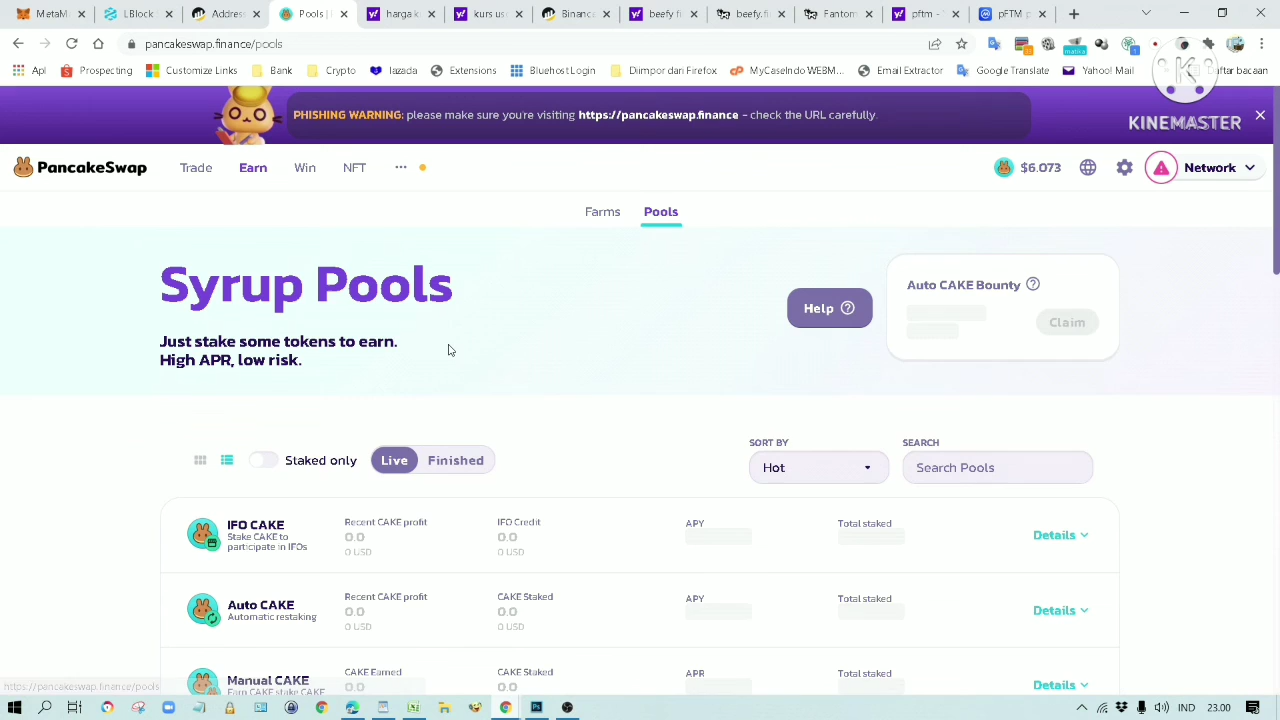 MetaMas
LBlock
Address
Pools |
harga
kurs us
Binanc
beefy fi
beefy fi
Fantom
pFTM -
pFTM
pancakeswap.finance/pools
Apl
Prospecting
Customize Links
Bank
Crypto
lazada
Extensions
Bluehost Login
Diimpor dari Firefox
MyCaseIndo WEBM...
Email Extractor
Google Translate
Yahoo! Mail
Daftar bacaan
PHISHING WARNING: please make sure you're visiting https://pancakeswap.finance - check the URL carefully.
KINEMASTER
PancakeSwap
Trade
Earn
Win
NFT
$6.073
Network
Farms
Pools
Syrup Pools
Just stake some tokens to earn.
High APR, low risk.
Help
Auto CAKE Bounty
Claim
Staked only
Live
Finished
SORT BY
Hot
SEARCH
Search Pools
IFO CAKE
Stake CAKE to
participate in IFOs
Recent CAKE profit
0.0
0 USD
IFO Credit
0.0
0 USD
APY
Total staked
Details
Auto CAKE
Automatic restaking
Recent CAKE profit
0.0
0 USD
CAKE Staked
0.0
0 USD
APY
Total staked
Details
Manual CAKE
Earn CAKE stake CAKE
CAKE Earned
0.0
CAKE Staked
0.0
APR
Total staked
Details
https://pancakeswap.finance/pools
IND
23.00